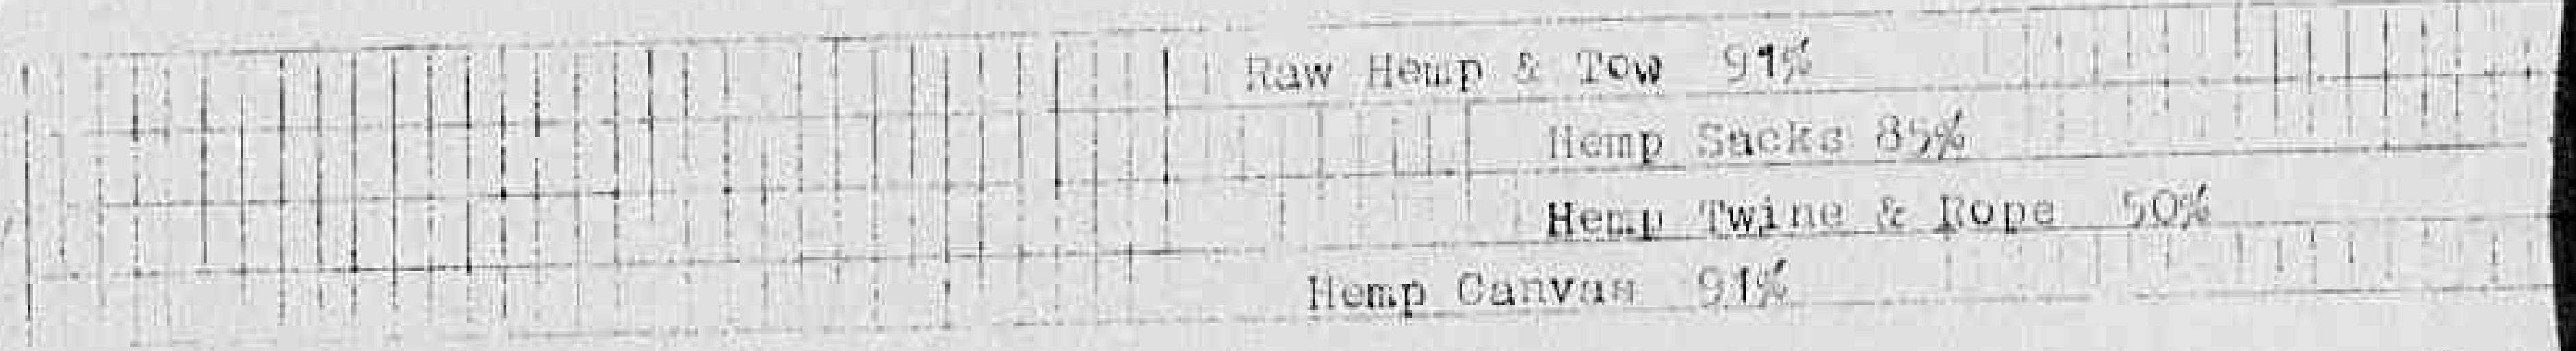 Raw Hemp & Tow 91%
Hemp Sacks 85%
Hemp Twine & Rope 50%
Hemp Canvas 91%